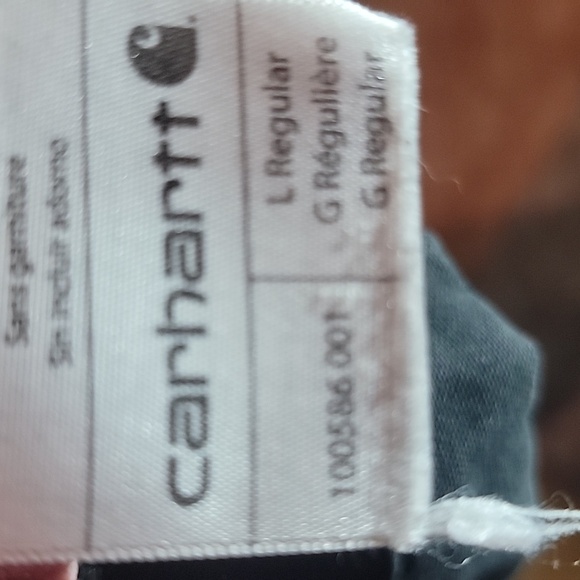 Sans garniture
Sin incluir adorno
carhartt
100586 001
L Regular
G Régulière
G Regular